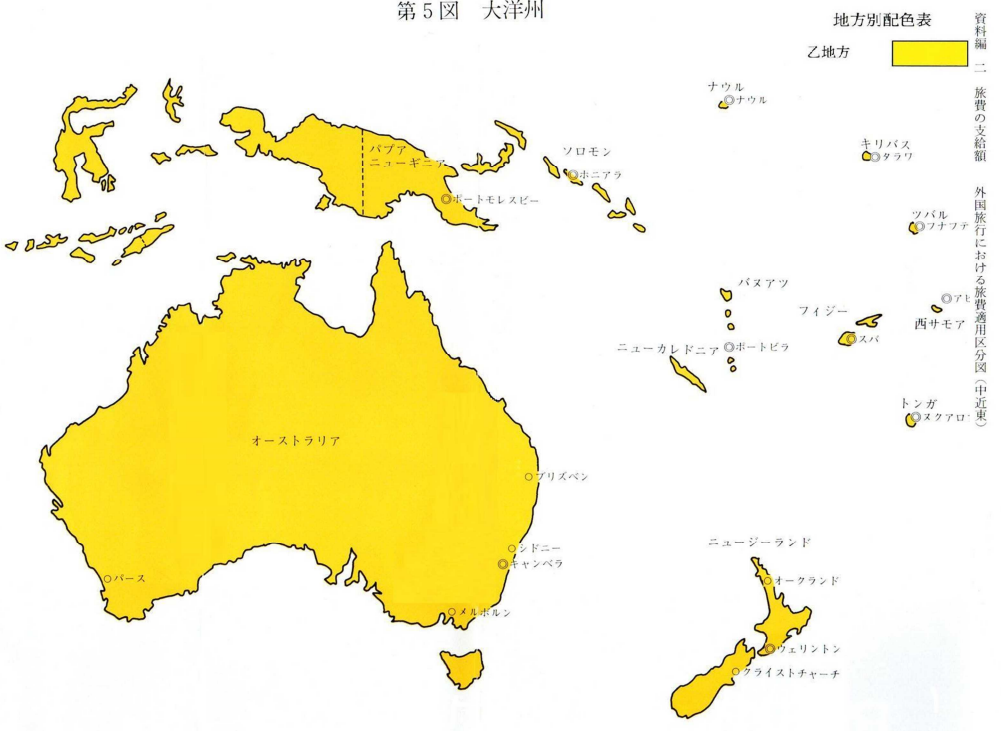 第5図 大洋州
地方別配色表
乙地方
資料編 二 旅費の支給額 外国旅行における旅費適用区分図(中近東)
ナウル
◎ナウル
キリバス
◎タラワ
パプア
ニューギニア
◎ポートモレスビー
ソロモン
◎ホニアラ
ツバル
◎フナフテ
バヌアツ
◎ポートビラ
ニューカレドニア
フィジー
◎スバ
西サモア
トンガ
◎ヌクアロ
オーストラリア
○ブリズベン
○シドニー
◎キャンベラ
○メルボルン
○パース
ニュージーランド
○オークランド
◎ウェリントン
○クライストチャーチ